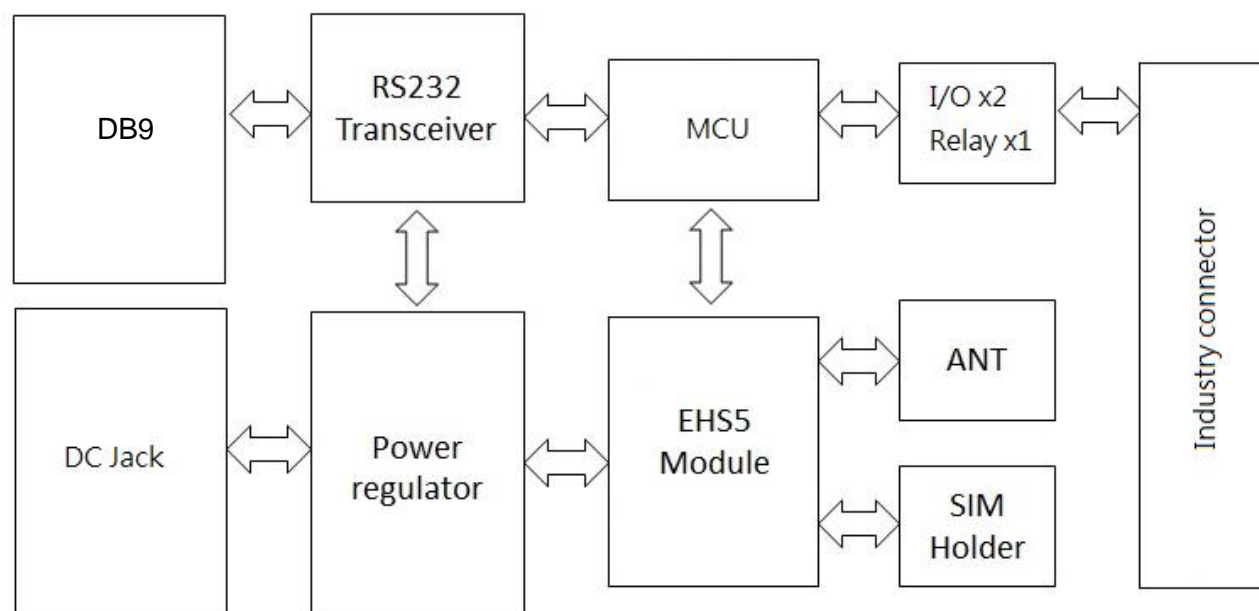 DB9
RS232
Transceiver
MCU
I/O x2
Relay x1
Industry connector
DC Jack
Power
regulator
EHS5
Module
ANT
SIM
Holder